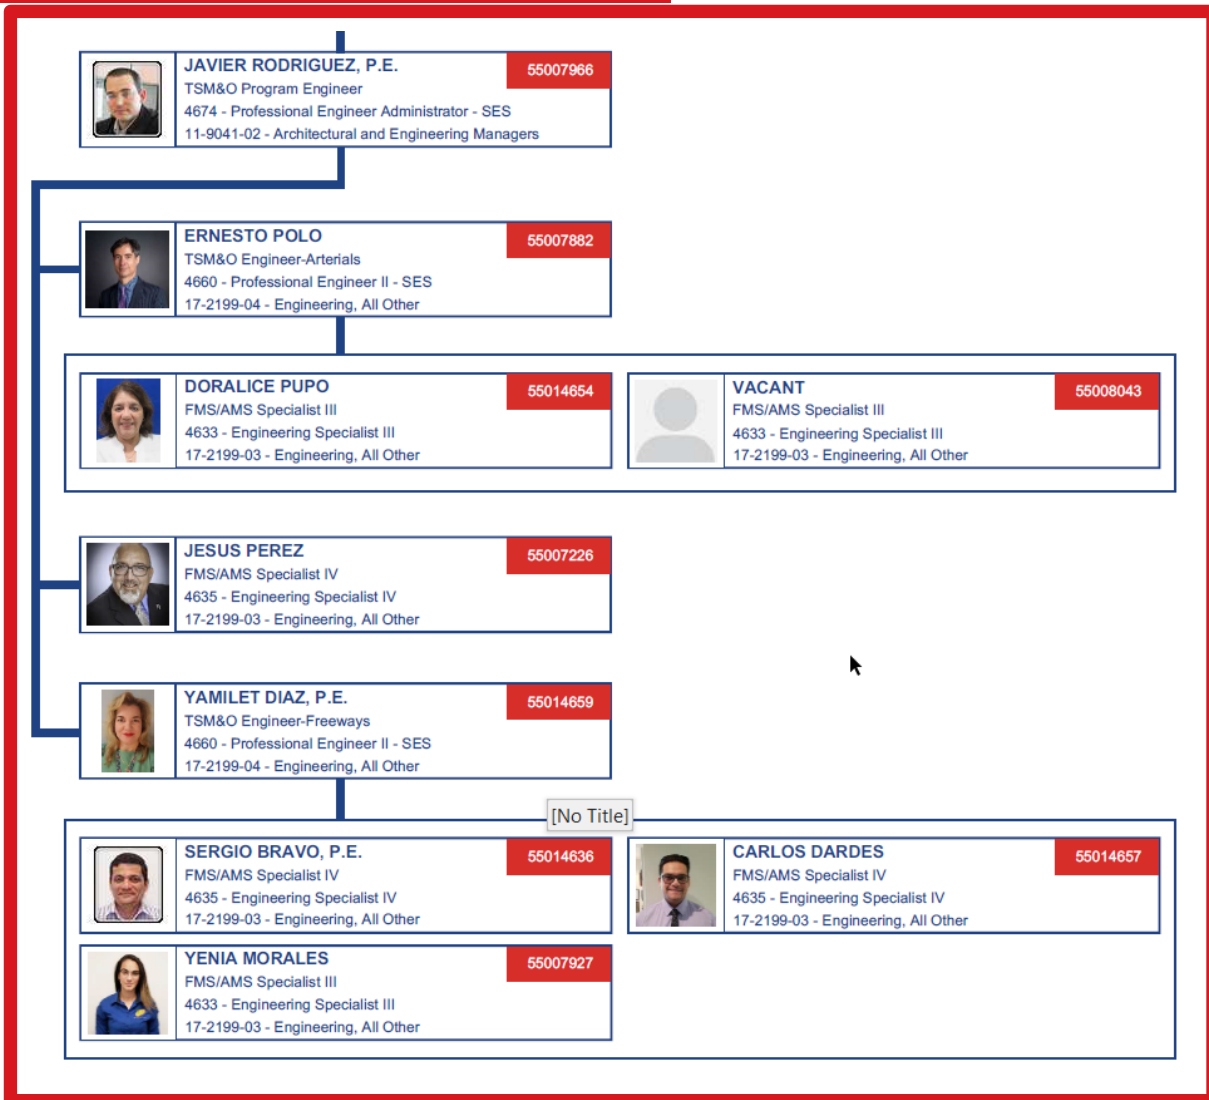 JAVIER RODRIGUEZ, P.E.
55007966
TSM&O Program Engineer
4674 - Professional Engineer Administrator - SES
11-9041-02 - Architectural and Engineering Managers
ERNESTO POLO
55007882
TSM&O Engineer-Arterials
4660 - Professional Engineer II - SES
17-2199-04 - Engineering, All Other
DORALICE PUPO
55014654
FMS/AMS Specialist III
4633 - Engineering Specialist III
17-2199-03 - Engineering, All Other
VACANT
55008043
FMS/AMS Specialist III
4633 - Engineering Specialist III
17-2199-03 - Engineering, All Other
JESUS PEREZ
55007226
FMS/AMS Specialist IV
4635 - Engineering Specialist IV
17-2199-03 - Engineering, All Other
YAMILET DIAZ, P.E.
55014659
TSM&O Engineer-Freeways
4660 - Professional Engineer II - SES
17-2199-04 - Engineering, All Other
[No Title]
SERGIO BRAVO, P.E.
55014636
FMS/AMS Specialist IV
4635 - Engineering Specialist IV
17-2199-03 - Engineering, All Other
CARLOS DARDES
55014657
FMS/AMS Specialist IV
4635 - Engineering Specialist IV
17-2199-03 - Engineering, All Other
YENIA MORALES
55007927
FMS/AMS Specialist III
4633 - Engineering Specialist III
17-2199-03 - Engineering, All Other